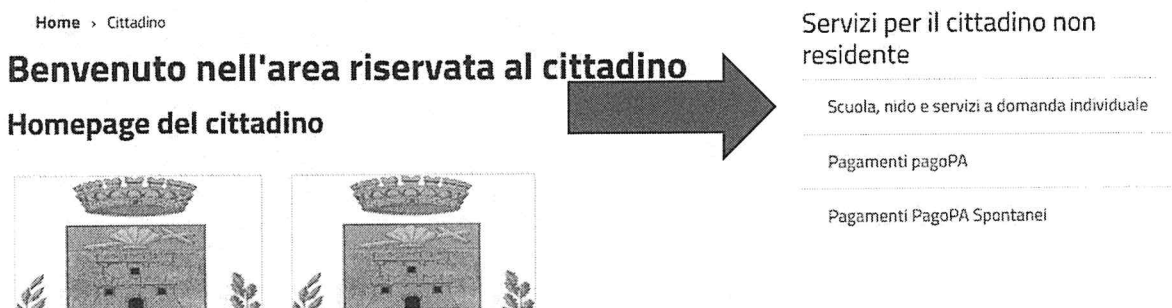 Home › Cittadino
Benvenuto nell'area riservata al cittadino
Homepage del cittadino
Servizi per il cittadino non
residente
Scuola, nido e servizi a domanda individuale
Pagamenti pagoPA
Pagamenti PagoPA Spontanei